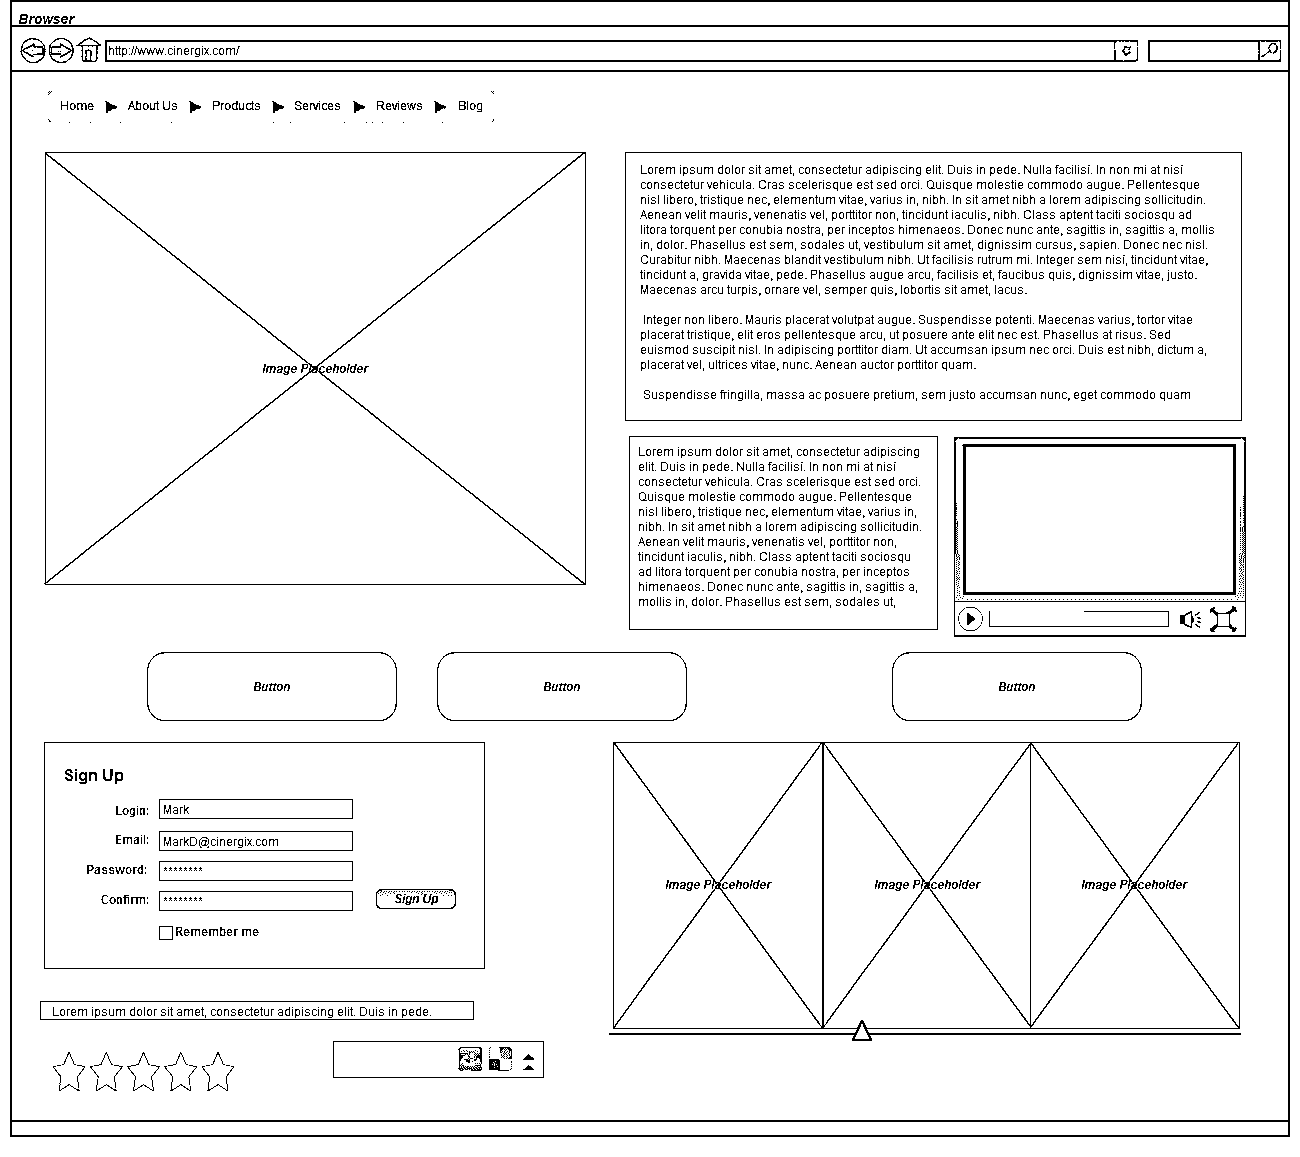 Browser
http://www.cinergix.com/
Home About Us Products Services Reviews Blog
Image Placeholder
Lorem ipsum dolor sit amet, consectetur adipiscing elit. Duis in pede. Nulla facilisi. In non mi at nisi
consectetur vehicula. Cras scelerisque est sed orci. Quisque molestie commodo augue. Pellentesque
nisl libero, tristique nec, elementum vitae, varius in, nibh. In sit amet nibh a lorem adipiscing sollicitudin.
Aenean velit mauris, venenatis vel, porttitor non, tincidunt iaculis, nibh. Class aptent taciti sociosqu ad
litora torquent per conubia nostra, per inceptos himenaeos. Donec nunc ante, sagittis in, sagittis a, mollis
in, dolor. Phasellus est sem, sodales ut, vestibulum sit amet, dignissim cursus, sapien. Donec nec nisl.
Curabitur nibh. Maecenas blandit vestibulum nibh. Ut facilisis rutrum mi. Integer sem nisi, tincidunt vitae,
tincidunt a, gravida vitae, pede. Phasellus augue arcu, facilisis et, faucibus quis, dignissim vitae, justo.
Maecenas arcu turpis, ornare vel, semper quis, lobortis sit amet, lacus.
Integer non libero. Mauris placerat volutpat augue. Suspendisse potenti. Maecenas varius, tortor vitae
placerat tristique, elit eros pellentesque arcu, ut posuere ante elit nec est. Phasellus at risus. Sed
euismod suscipit nisl. In adipiscing porttitor diam. Ut accumsan ipsum nec orci. Duis est nibh, dictum a,
placerat vel, ultrices vitae, nunc. Aenean auctor porttitor quam.
Suspendisse fringilla, massa ac posuere pretium, sem justo accumsan nunc, eget commodo quam
Lorem ipsum dolor sit amet, consectetur adipiscing
elit. Duis in pede. Nulla facilisi. In non mi at nisi
consectetur vehicula. Cras scelerisque est sed orci.
Quisque molestie commodo augue. Pellentesque
nisl libero, tristique nec, elementum vitae, varius in,
nibh. In sit amet nibh a lorem adipiscing sollicitudin.
Aenean velit mauris, venenatis vel, porttitor non,
tincidunt iaculis, nibh. Class aptent taciti sociosqu
ad litora torquent per conubia nostra, per inceptos
himenaeos. Donec nunc ante, sagittis in, sagittis a,
mollis in, dolor. Phasellus est sem, sodales ut,
Button Button Button
Sign Up
Login: Mark
Email: MarkD@cinergix.com
Password: ********
Confirm: ******** Sign Up
Remember me
Image Placeholder Image Placeholder Image Placeholder
Lorem ipsum dolor sit amet, consectetur adipiscing elit. Duis in pede.